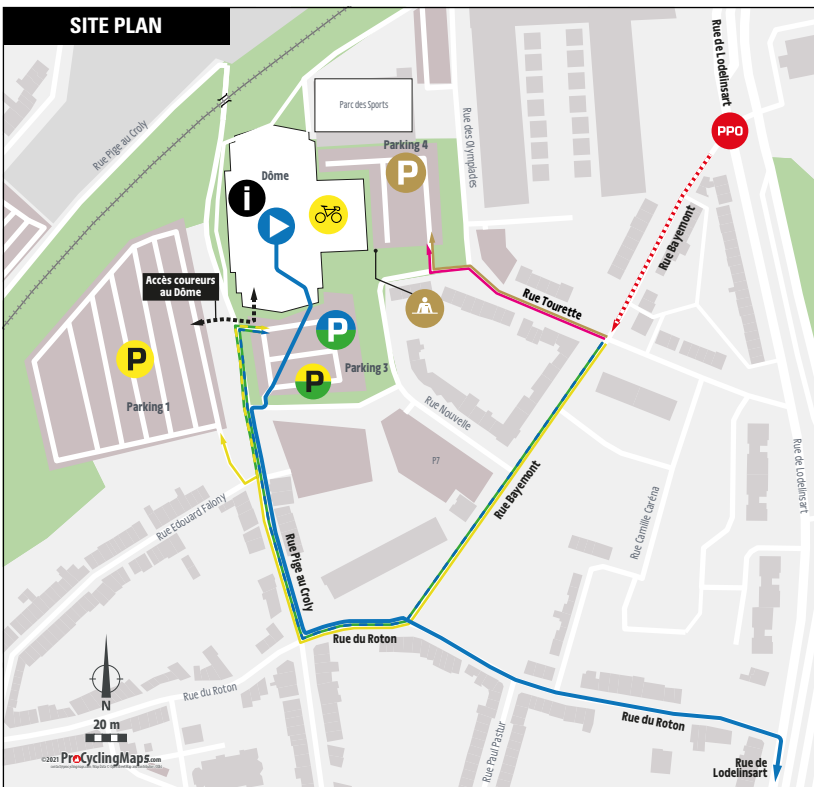 SITE PLAN
Rue de Lodelinsart
PPO
Rue Pige au Croly
Parc des Sports
Rue des Olympiades
Parking 4
P
Dôme
i
Rue Bayemont
Accès coureurs
au Dôme
Rue Tourette
P
P
P
Parking 3
Parking 1
Rue Nouvelle
P7
Rue Bayemont
Rue de Lodelinsart
Rue Camille Caréna
Rue Edouard Falony
Rue Pige au Croly
Rue du Roton
Rue du Roton
Rue du Roton
Rue Paul Pastur
N
20 m
©2021 ProCyclingMaps.com
Rue de
Lodelinsart